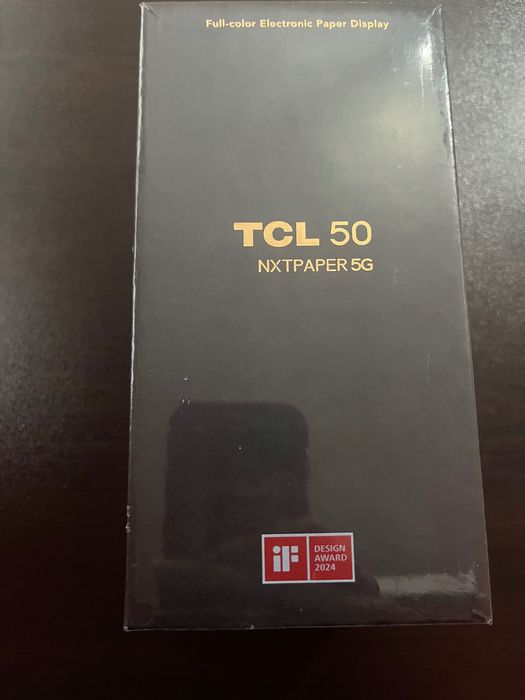 Full-color Electronic Paper Display
TCL 50
NXTPAPER 5G
iF
DESIGN
AWARD
2024